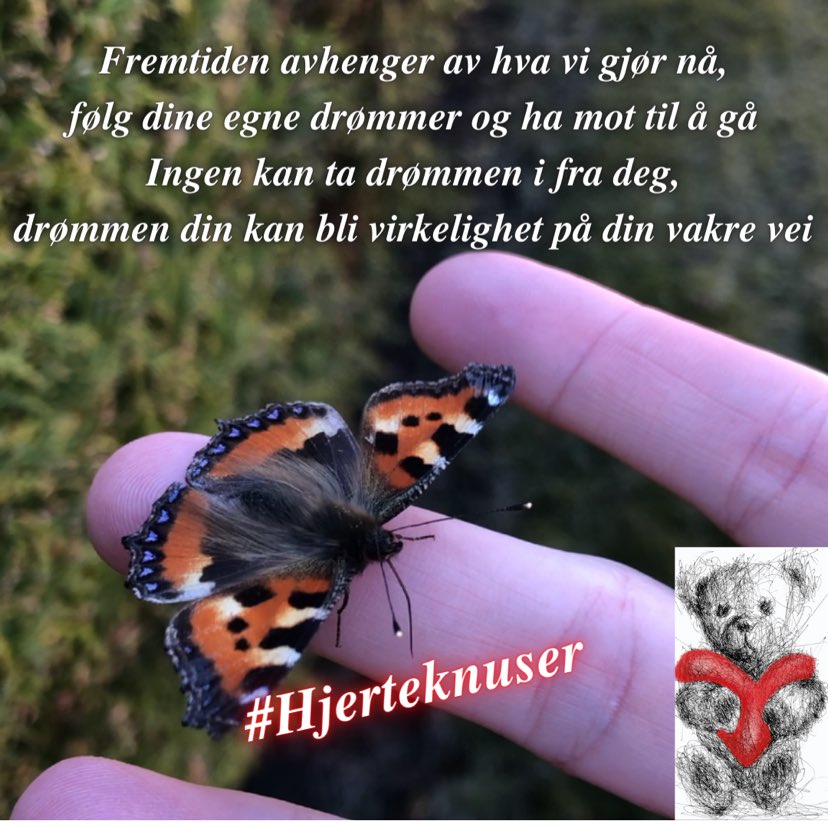 Fremtiden avhenger av hva vi gjør nå,
følg dine egne drømmer og ha mot til å gå
Ingen kan ta drømmen i fra deg,
drømmen din kan bli virkelighet på din vakre vei
#Hjerteknuser